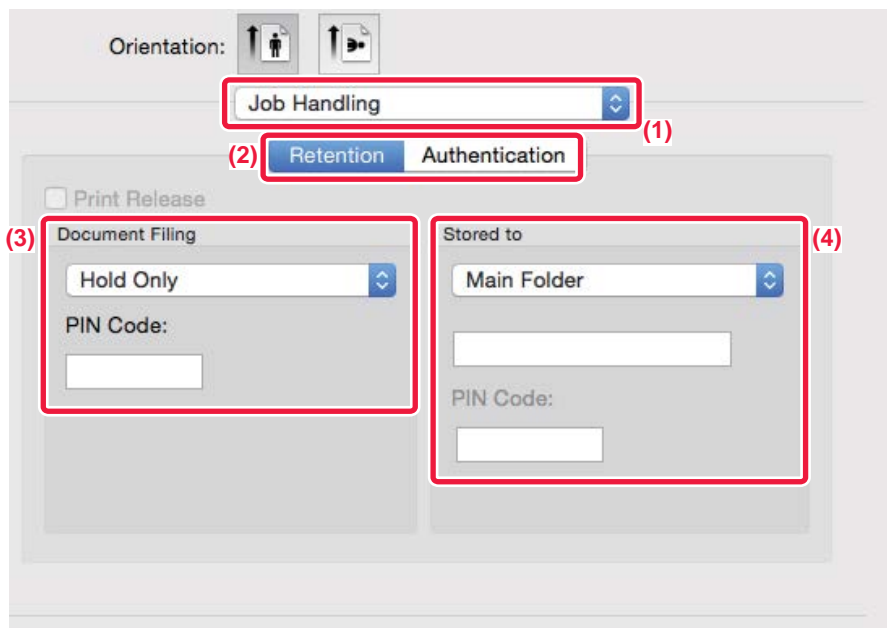 Orientation:
Job Handling
(1)
(2) Retention Authentication
Print Release
(3) Document Filing
Hold Only
PIN Code:
Stored to (4)
Main Folder
PIN Code: